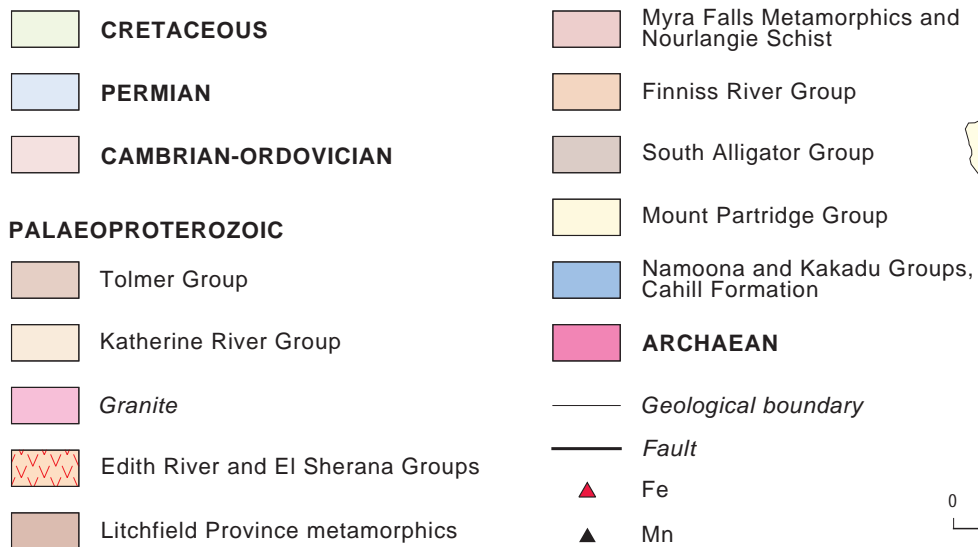 CRETACEOUS
PERMIAN
CAMBRIAN-ORDOVICIAN
PALAEOPROTEROZOIC
Tolmer Group
Katherine River Group
Granite
Edith River and El Sherana Groups
Litchfield Province metamorphics
Myra Falls Metamorphics and
Nourlangie Schist
Finniss River Group
South Alligator Group
Mount Partridge Group
Namoona and Kakadu Groups,
Cahill Formation
ARCHAEAN
Geological boundary
Fault
Fe
Mn
0